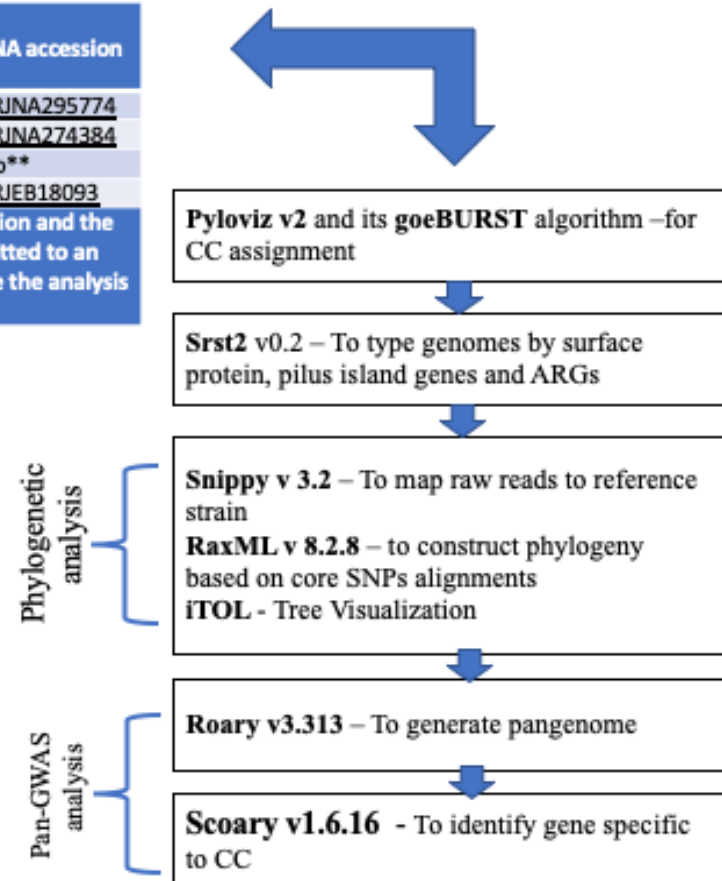 NA accession
RJNA295774
RJNA274384
o**
RJEB18093
ion and the
tted to an
e the analysis
Pyloviz v2 and its goeBURST algorithm –for
CC assignment
Srst2 v0.2 – To type genomes by surface
protein, pilus island genes and ARGs
Phylogenetic
analysis
Snippy v 3.2 – To map raw reads to reference
strain
RaxML v 8.2.8 – to construct phylogeny
based on core SNPs alignments
iTOL - Tree Visualization
Pan-GWAS
analysis
Roary v3.313 – To generate pangenome
Scoary v1.6.16 - To identify gene specific
to CC